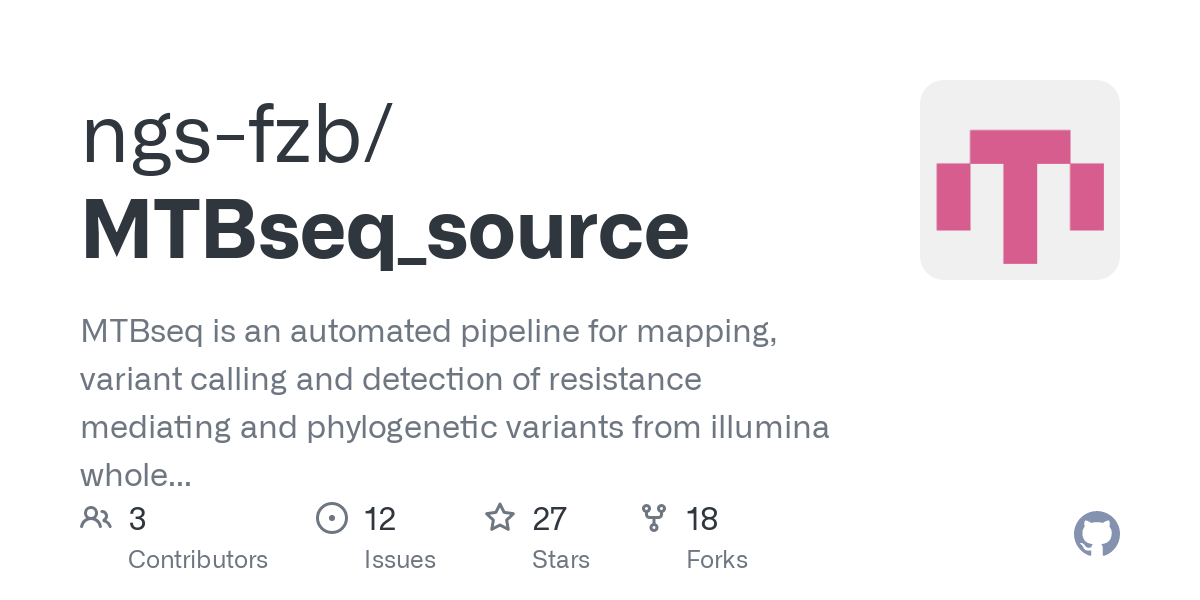 ngs-fzb/
MTBseq_source
MTBseq is an automated pipeline for mapping,
variant calling and detection of resistance
mediating and phylogenetic variants from illumina
whole...
3 12 27 18
Contributors Issues Stars Forks